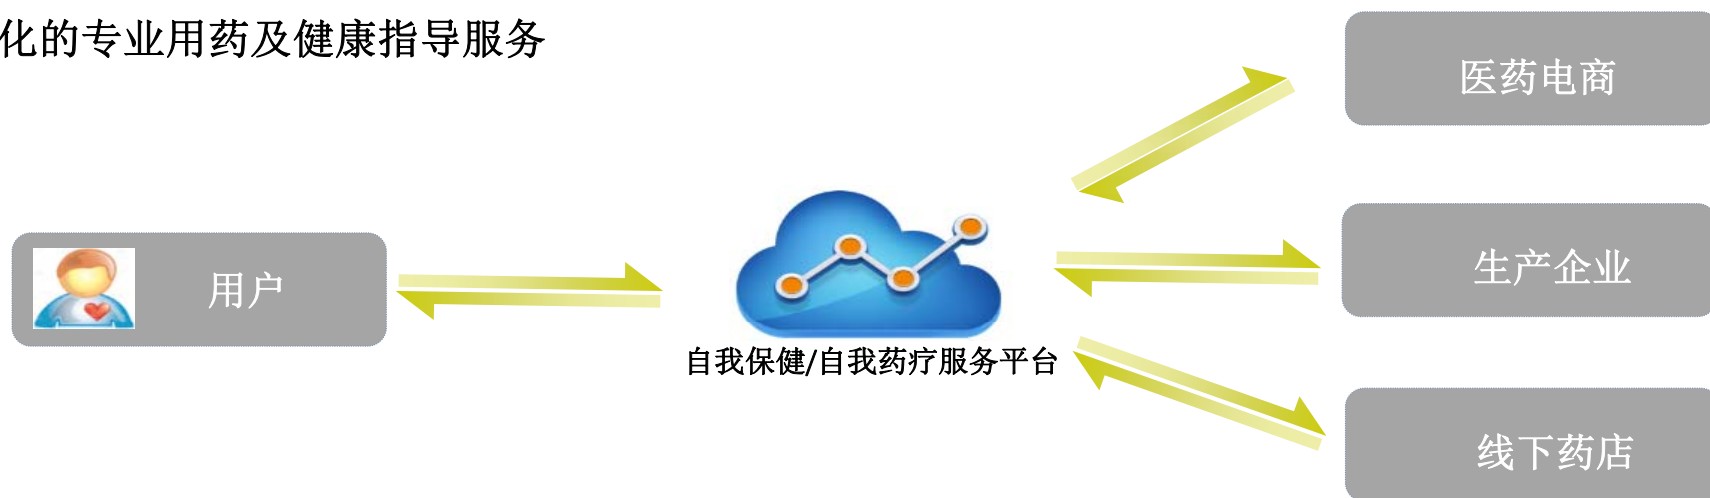 化的专业用药及健康指导服务
医药电商
用户
生产企业
自我保健/自我药疗服务平台
线下药店